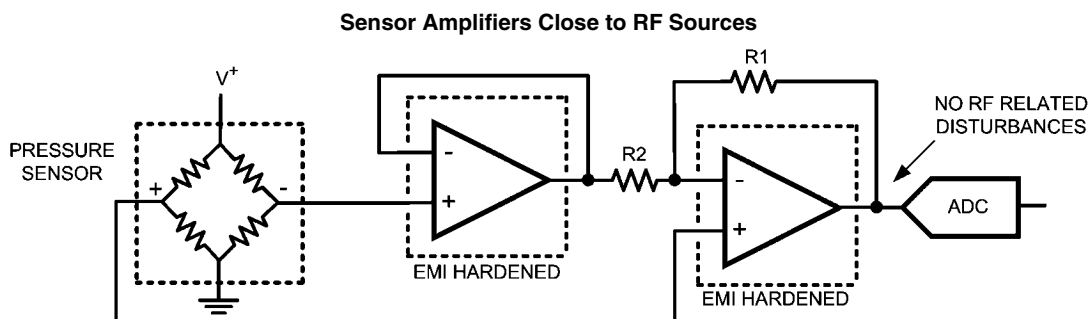 Sensor Amplifiers Close to RF Sources
R1
V+
NO RF RELATED
DISTURBANCES
PRESSURE
SENSOR
+
-
-
+
R2
-
+
ADC
EMI HARDENED
EMI HARDENED